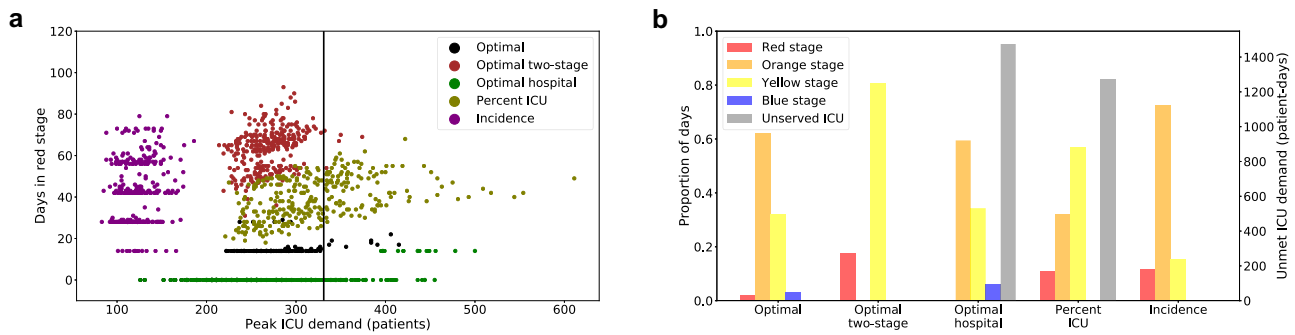 a
Days in red stage
120
100
80
60
40
20
0
100
200
300
400
500
600
Peak ICU demand (patients)
Optimal
Optimal two-stage
Optimal hospital
Percent ICU
Incidence
b
Proportion of days
1.0
0.8
0.6
0.4
0.2
0.0
Red stage
Orange stage
Yellow stage
Blue stage
Unserved ICU
Optimal
Optimal
two-stage
Optimal
hospital
Percent
ICU
Incidence
1400
1200
1000
800
600
400
200
0
Unmet ICU demand (patient-days)